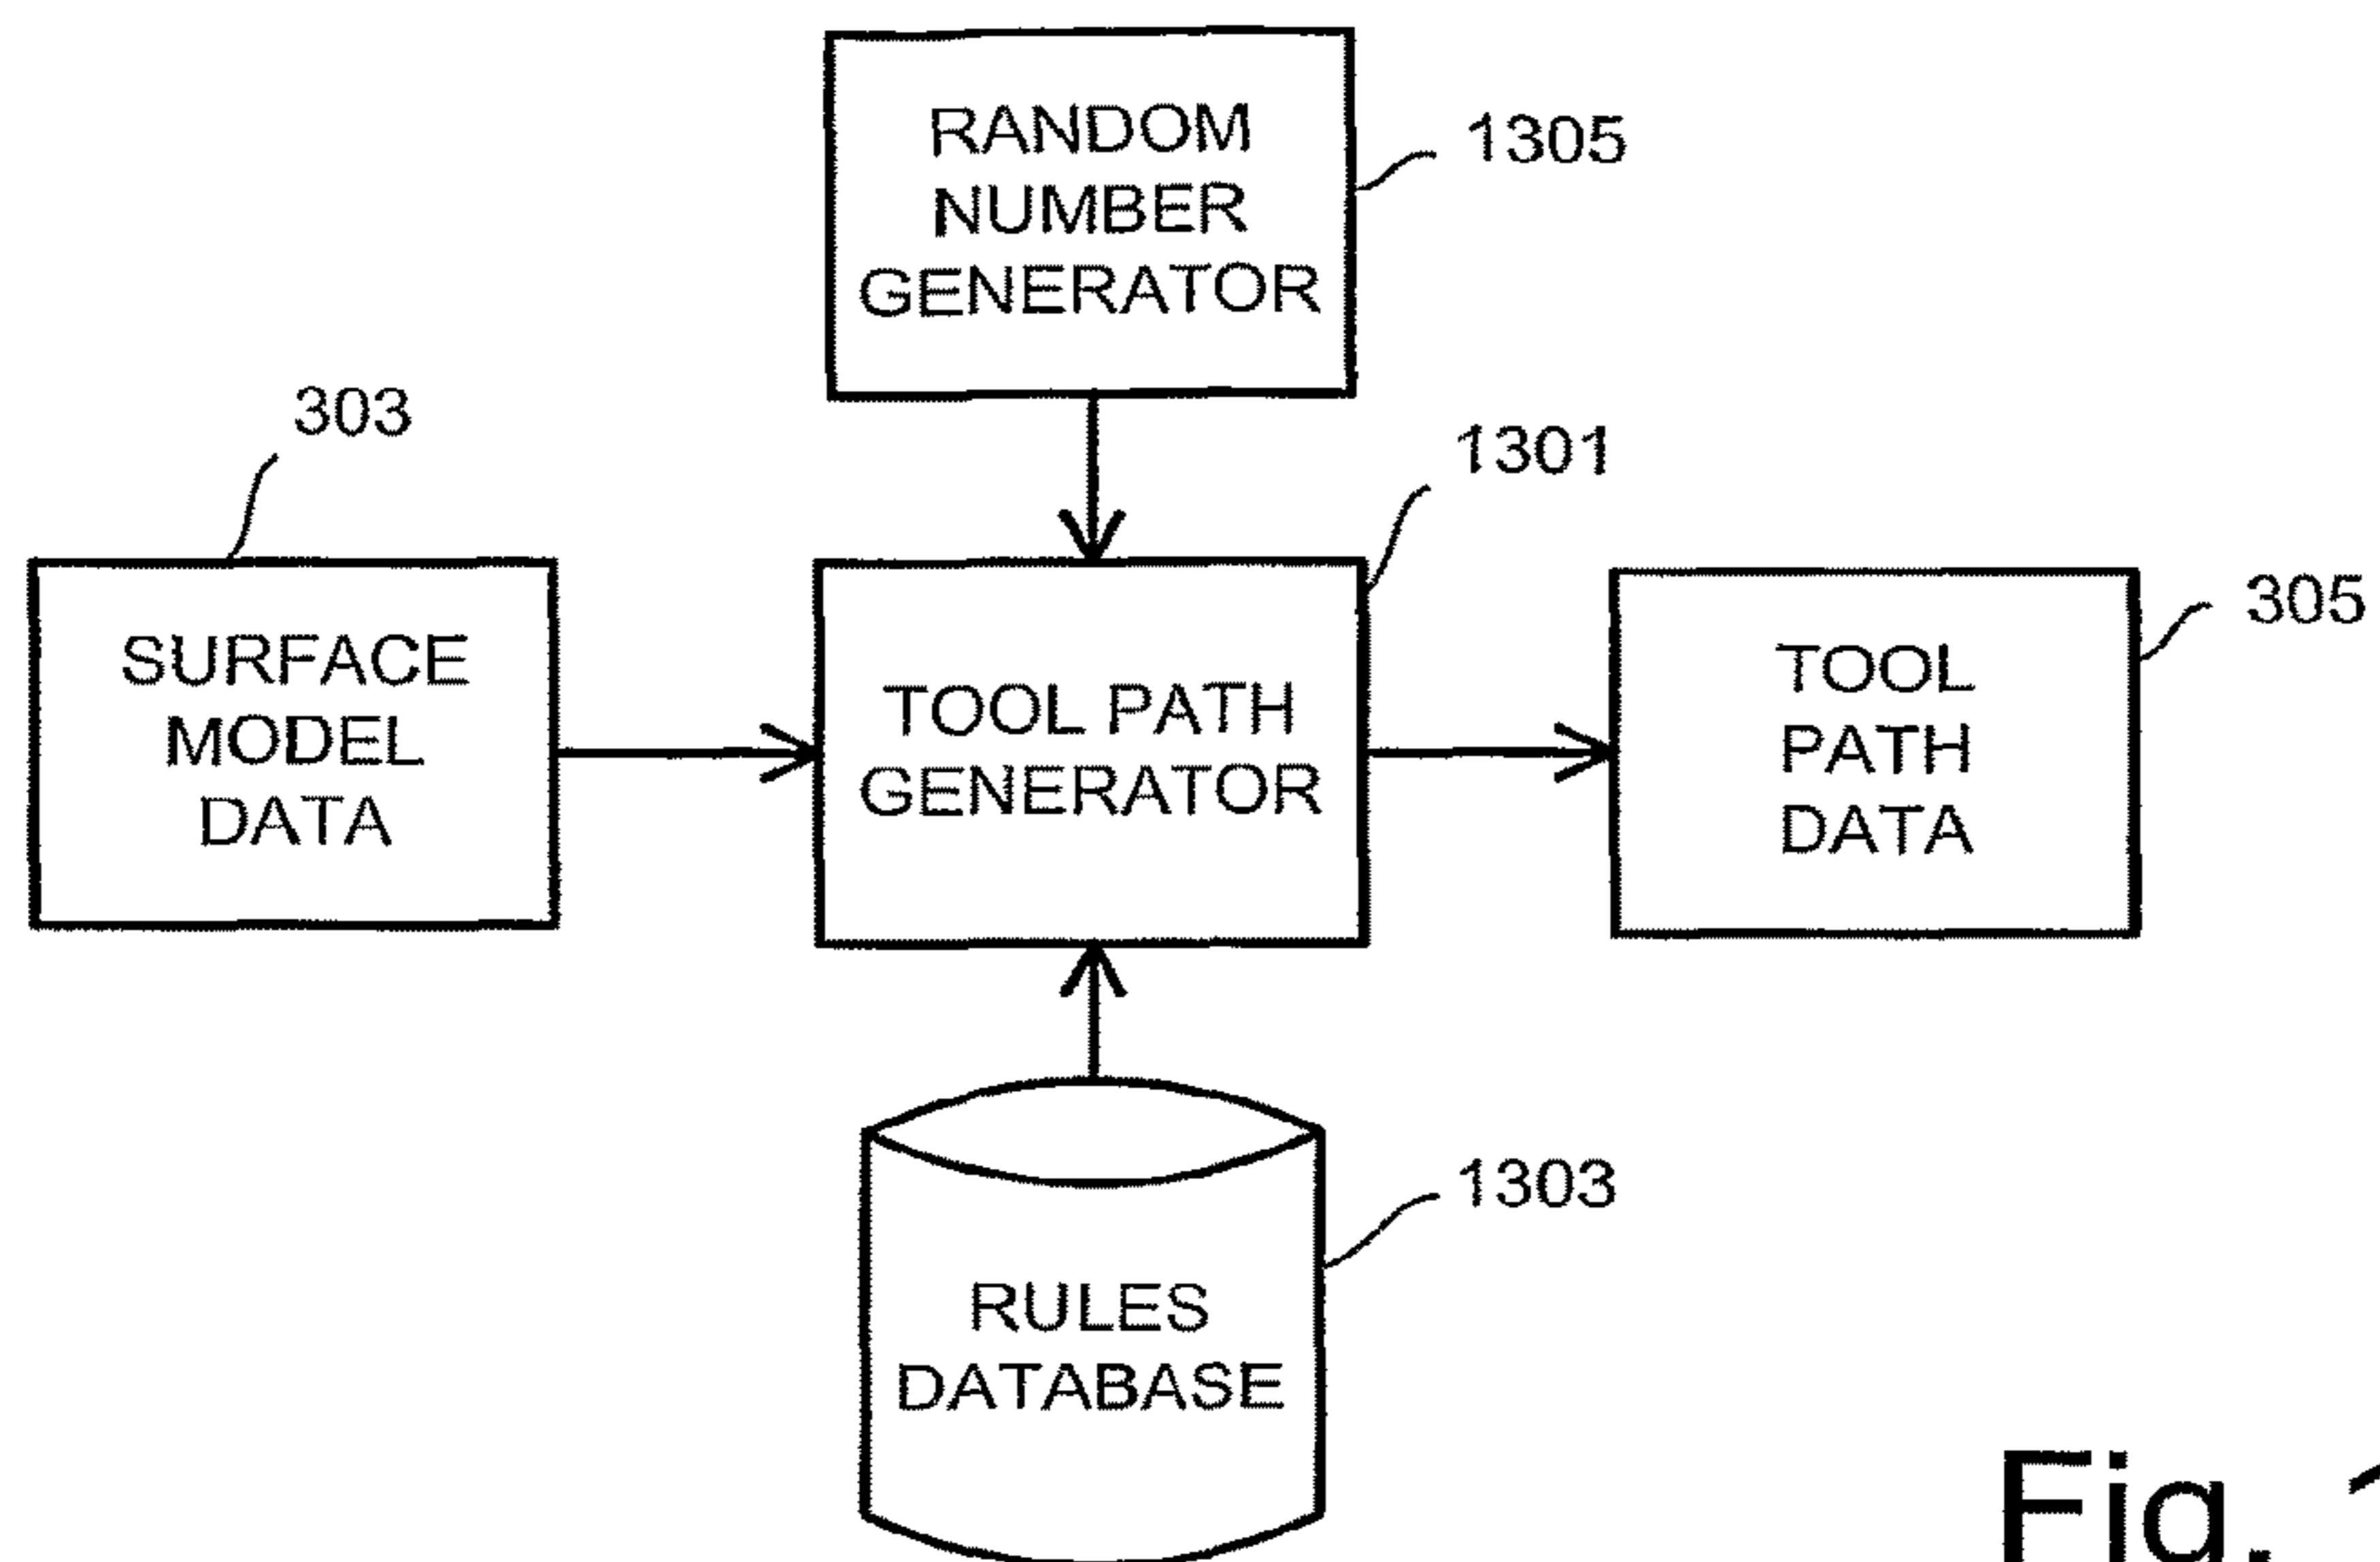 RANDOM
NUMBER
GENERATOR
1305
303
1301
SURFACE
MODEL
DATA
TOOL PATH
GENERATOR
TOOL
PATH
DATA
305
1303
RULES
DATABASE
Fig.